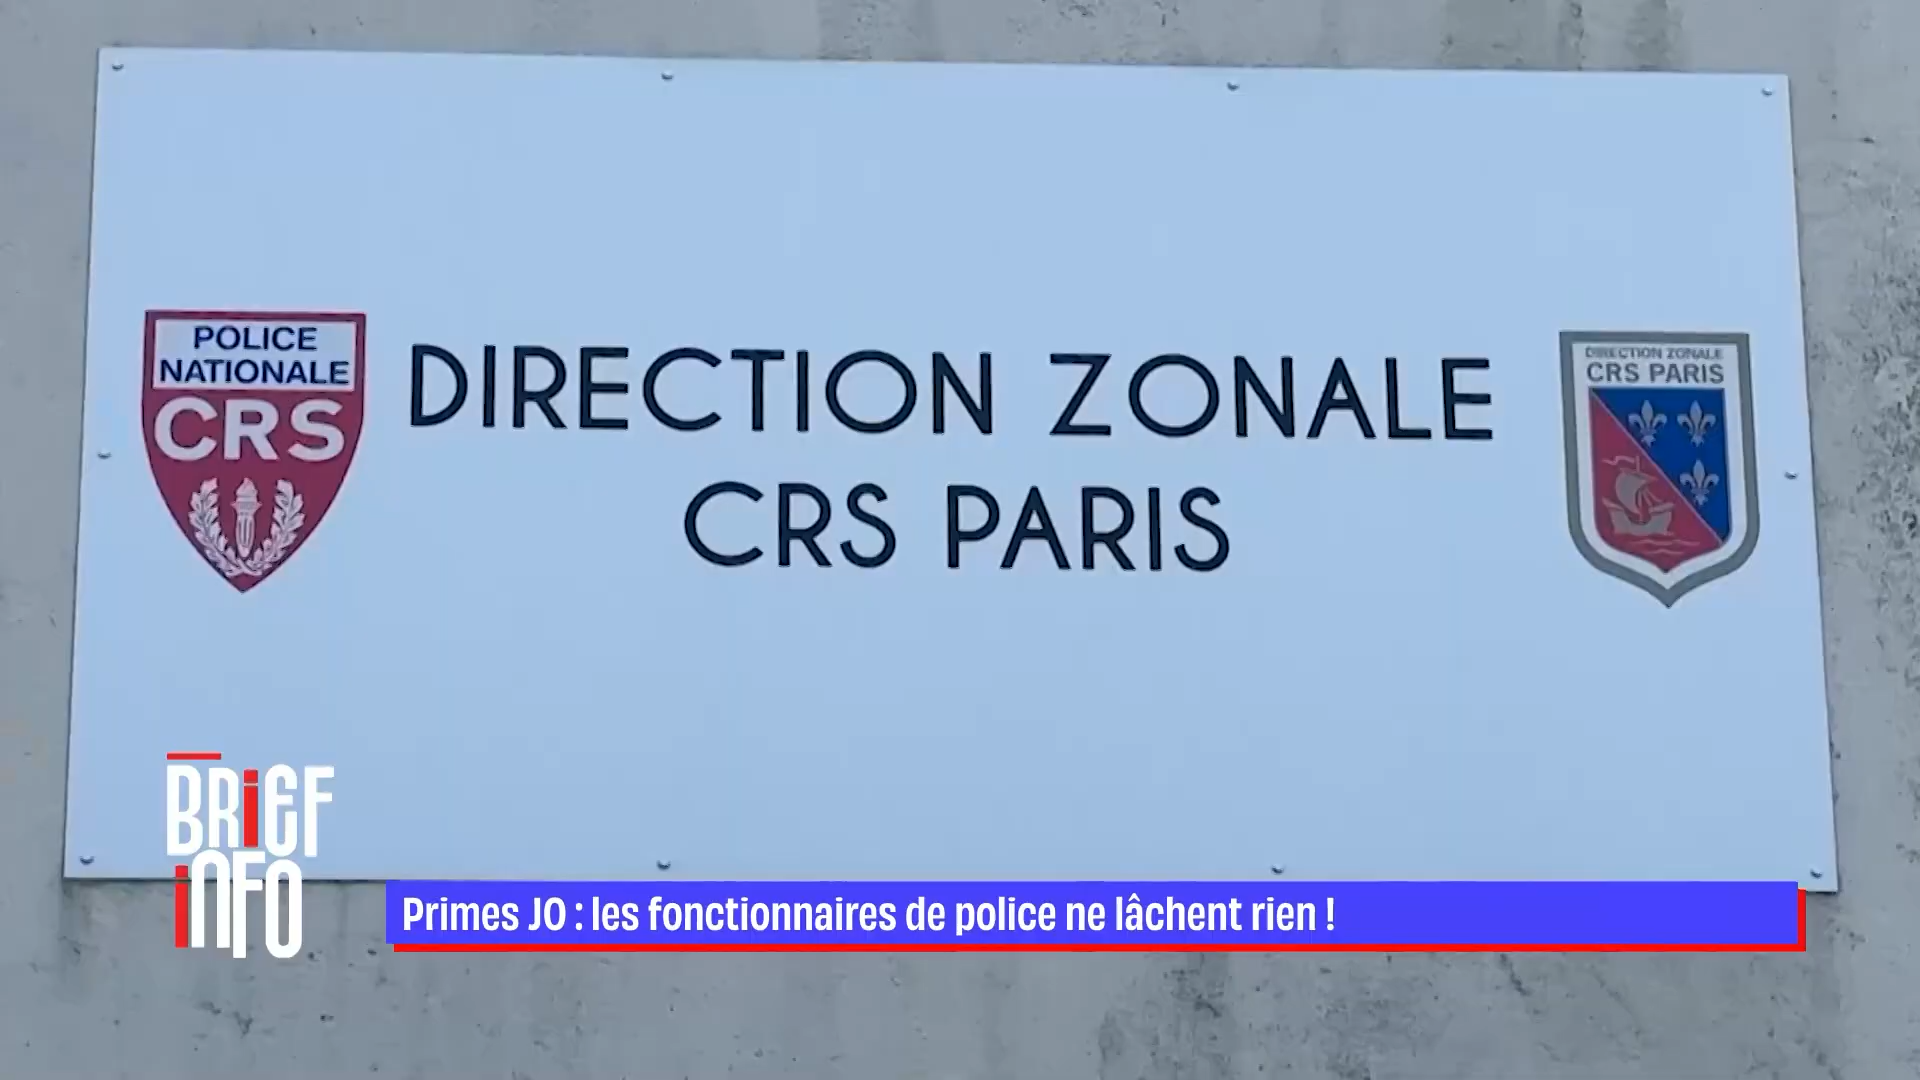 POLICE
NATIONALE
CRS
DIRECTION ZONALE
CRS PARIS
DIRECTION ZONALE
CRS PARIS
BRiEF
iNFO
Primes JO : les fonctionnaires de police ne lâchent rien !